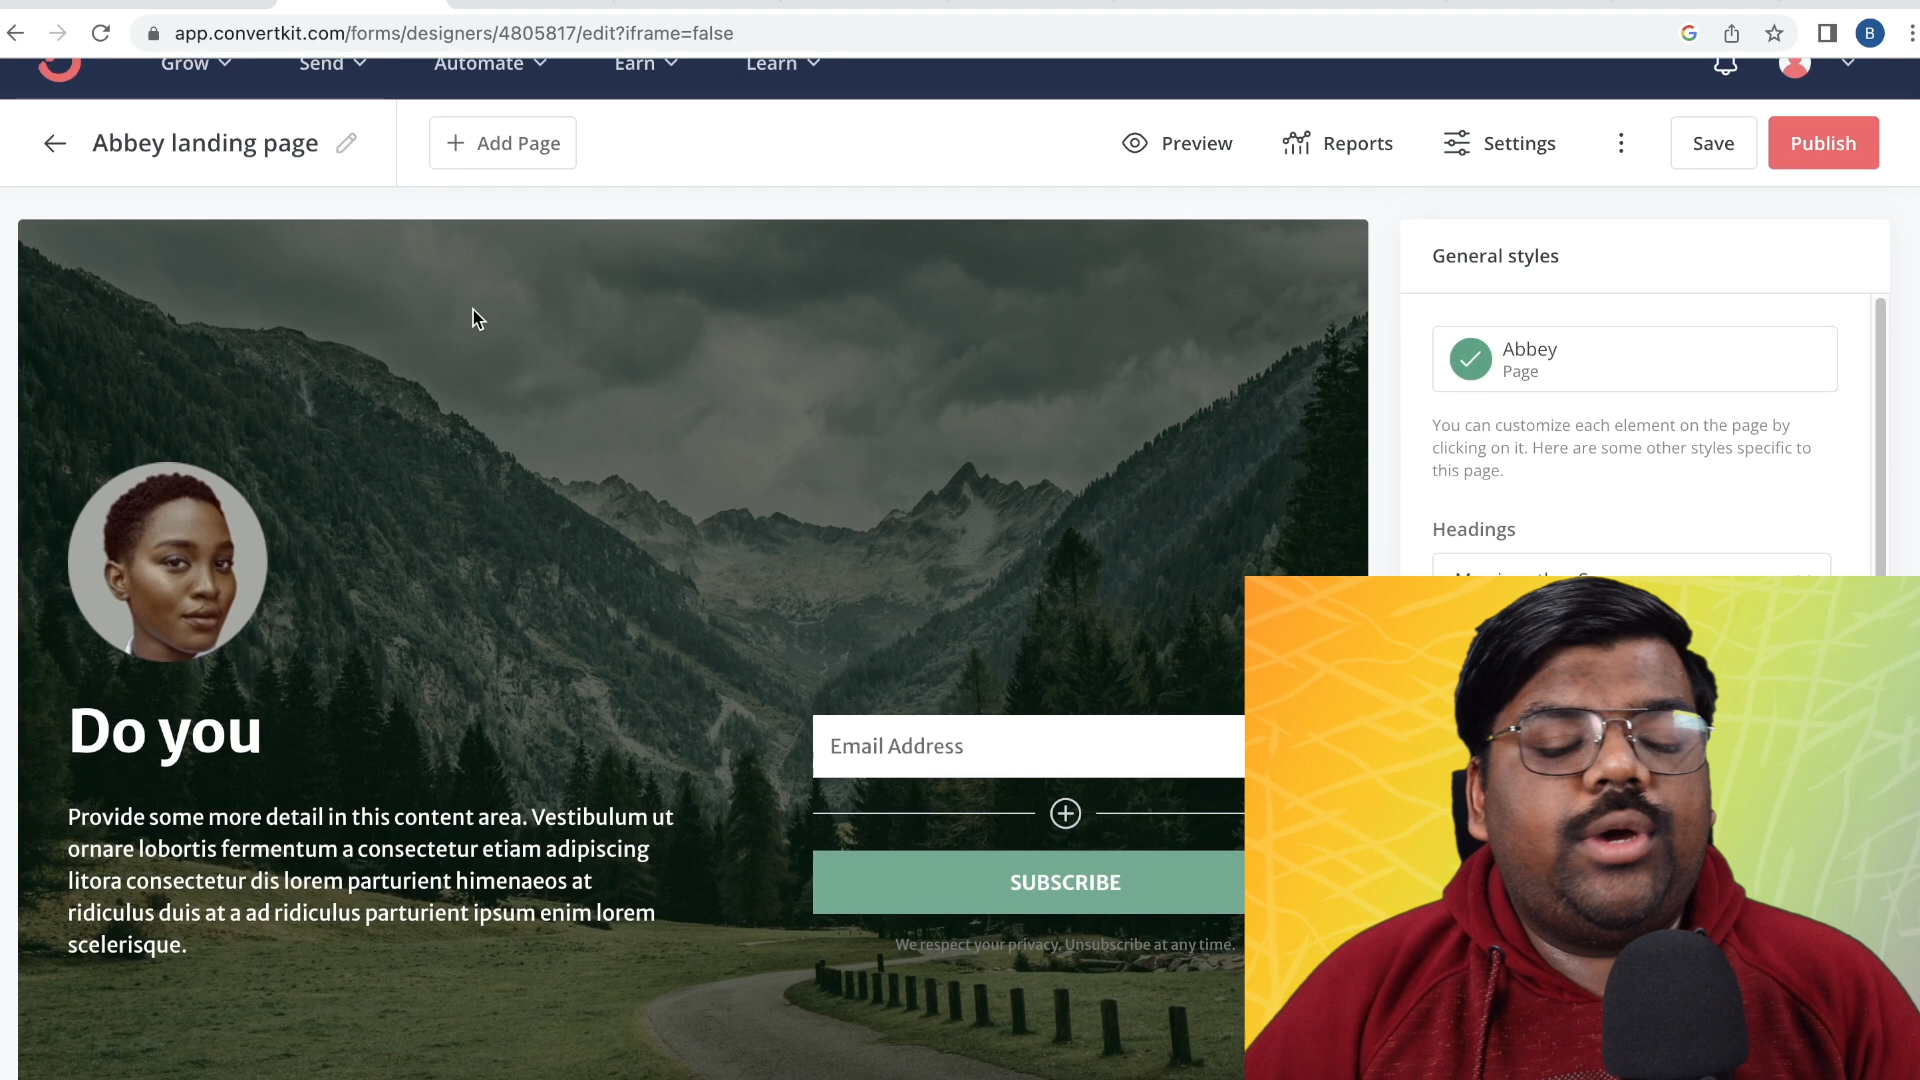 app.convertkit.com/forms/designers/4805817/edit?iframe=false
B
Grow
Send
Automate
Earn
Learn
Abbey landing page
Add Page
Preview
Reports
Settings
Save
Publish
General styles
Abbey
Page
You can customize each element on the page by
clicking on it. Here are some other styles specific to
this page.
Headings
Do you
Provide some more detail in this content area. Vestibulum ut
ornare lobortis fermentum a consectetur etiam adipiscing
litora consectetur dis lorem parturient himenaeos at
ridiculus duis at a ad ridiculus parturient ipsum enim lorem
scelerisque.
Email Address
SUBSCRIBE
We respect your privacy. Unsubscribe at any time.